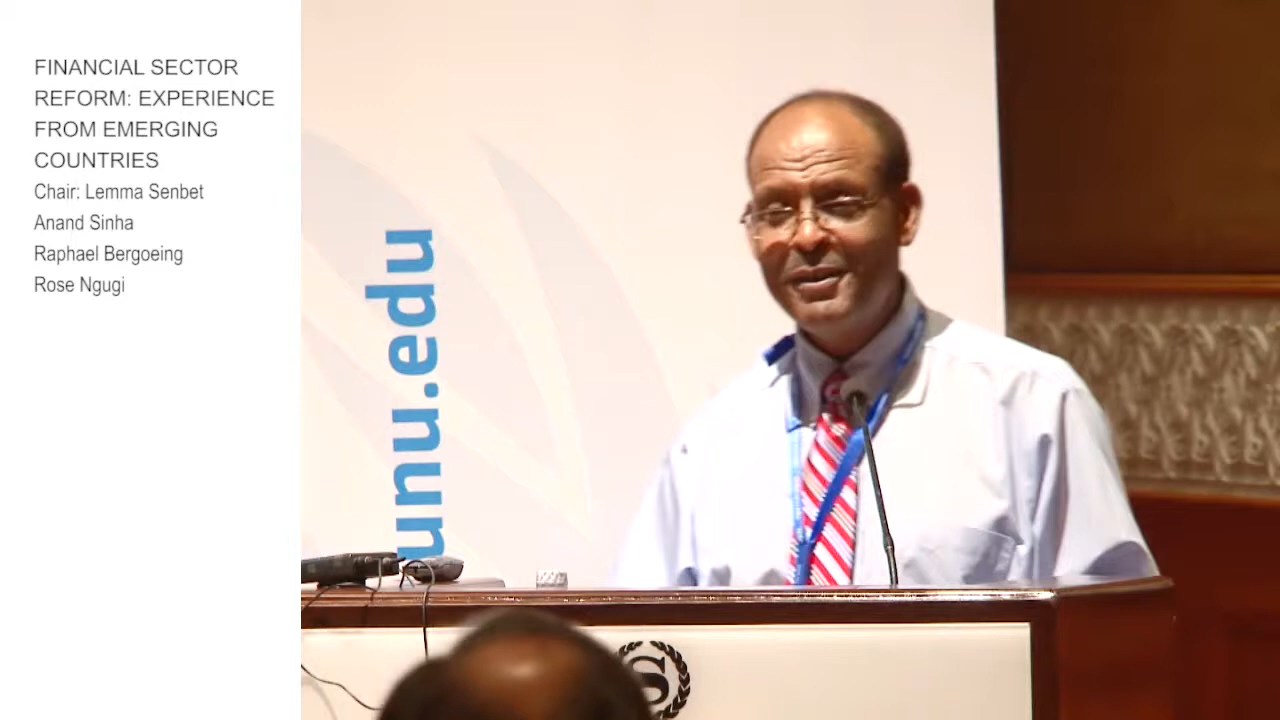 FINANCIAL SECTOR
REFORM: EXPERIENCE
FROM EMERGING
COUNTRIES
Chair: Lemma Senbet
Anand Sinha
Raphael Bergoeing
Rose Ngugi
unu.edu
S